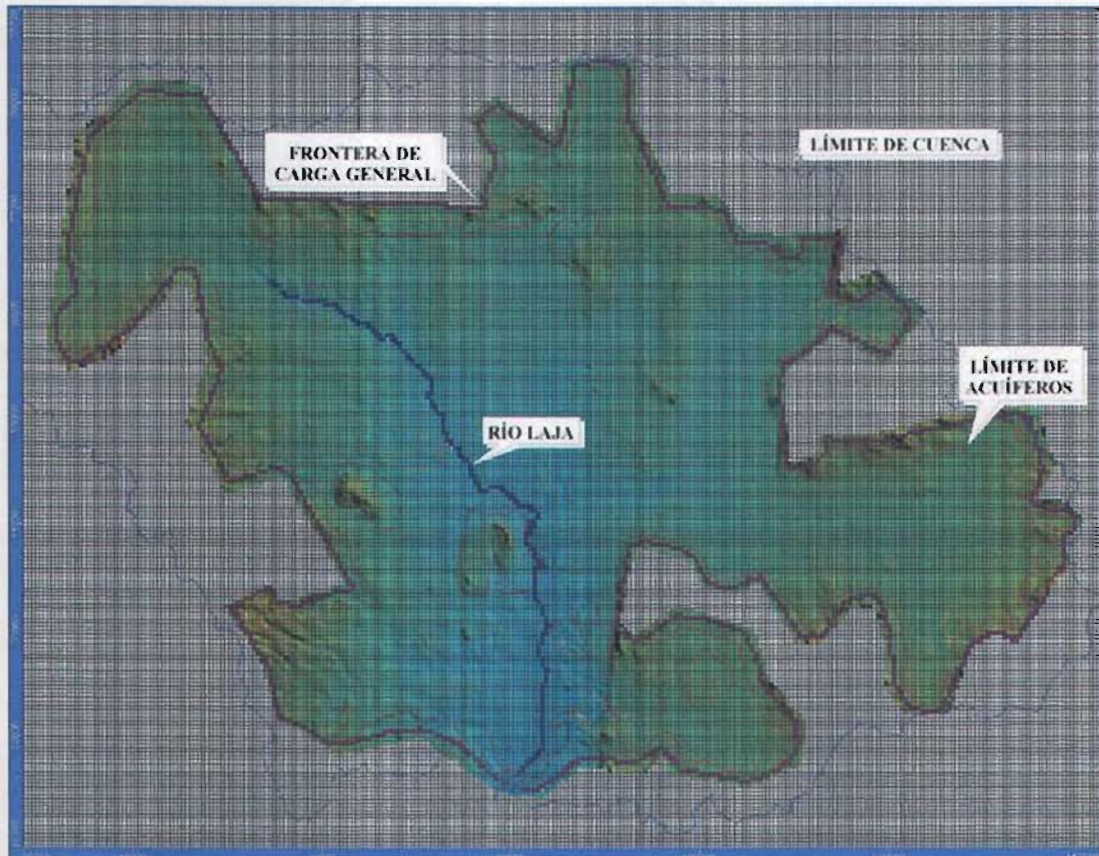 FRONTERA DE
CARGA GENERAL
LÍMITE DE CUENCA
LÍMITE DE
ACUÍFEROS
RÍO LAJA